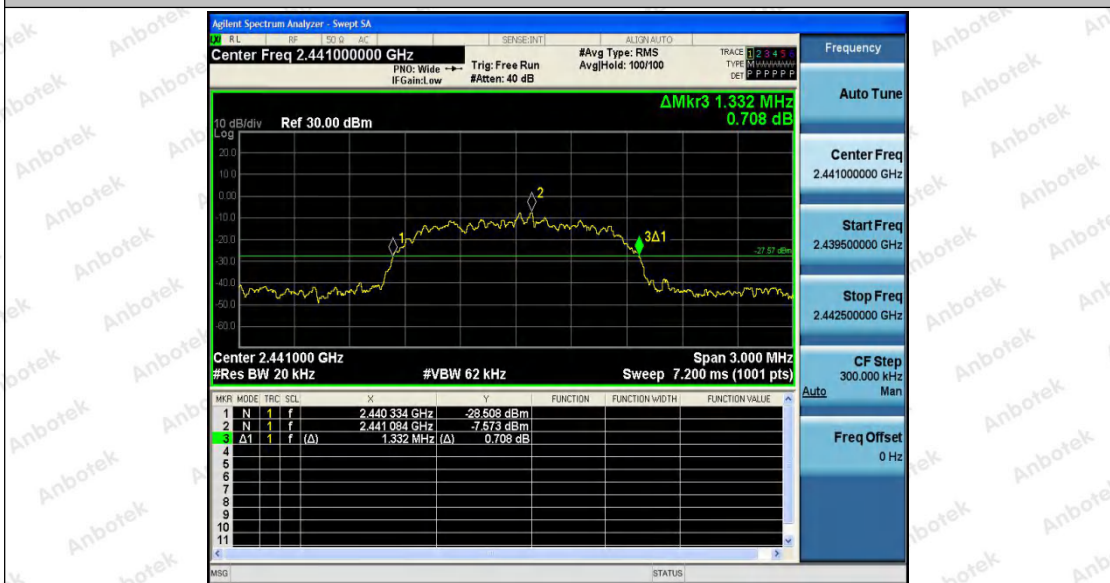 Agilent Spectrum Analyzer - Swept SA
RL RF 50 Ω AC SENSE:INT ALIGN AUTO
Center Freq 2.441000000 GHz
PNO: Wide
IFGain:Low
Trig: Free Run
#Atten: 40 dB
#Avg Type: RMS
Avg|Hold: 100/100
TRACE 1 2 3 4 5 6
TYPE M
DET P P P P P P
Frequency
Auto Tune
Center Freq
2.441000000 GHz
Start Freq
2.439500000 GHz
Stop Freq
2.442500000 GHz
CF Step
300.000 kHz
Auto Man
Freq Offset
0 Hz
ΔMkr3 1.332 MHz
0.708 dB
10 dB/div Ref 30.00 dBm
Log
20.0
10.0
0.00
-10.0
-20.0
-30.0
-40.0
-50.0
-60.0
1
2
3Δ1
-27.57 dBm
Center 2.441000 GHz Span 3.000 MHz
#Res BW 20 kHz #VBW 62 kHz Sweep 7.200 ms (1001 pts)
MKR MODE TRC SCL X Y FUNCTION FUNCTION WIDTH FUNCTION VALUE
1 N 1 f 2.440 334 GHz -28.508 dBm
2 N 1 f 2.441 084 GHz -7.573 dBm
3 Δ1 1 f (Δ) 1.332 MHz (Δ) 0.708 dB
4
5
6
7
8
9
10
11
MSG STATUS
Anbotek